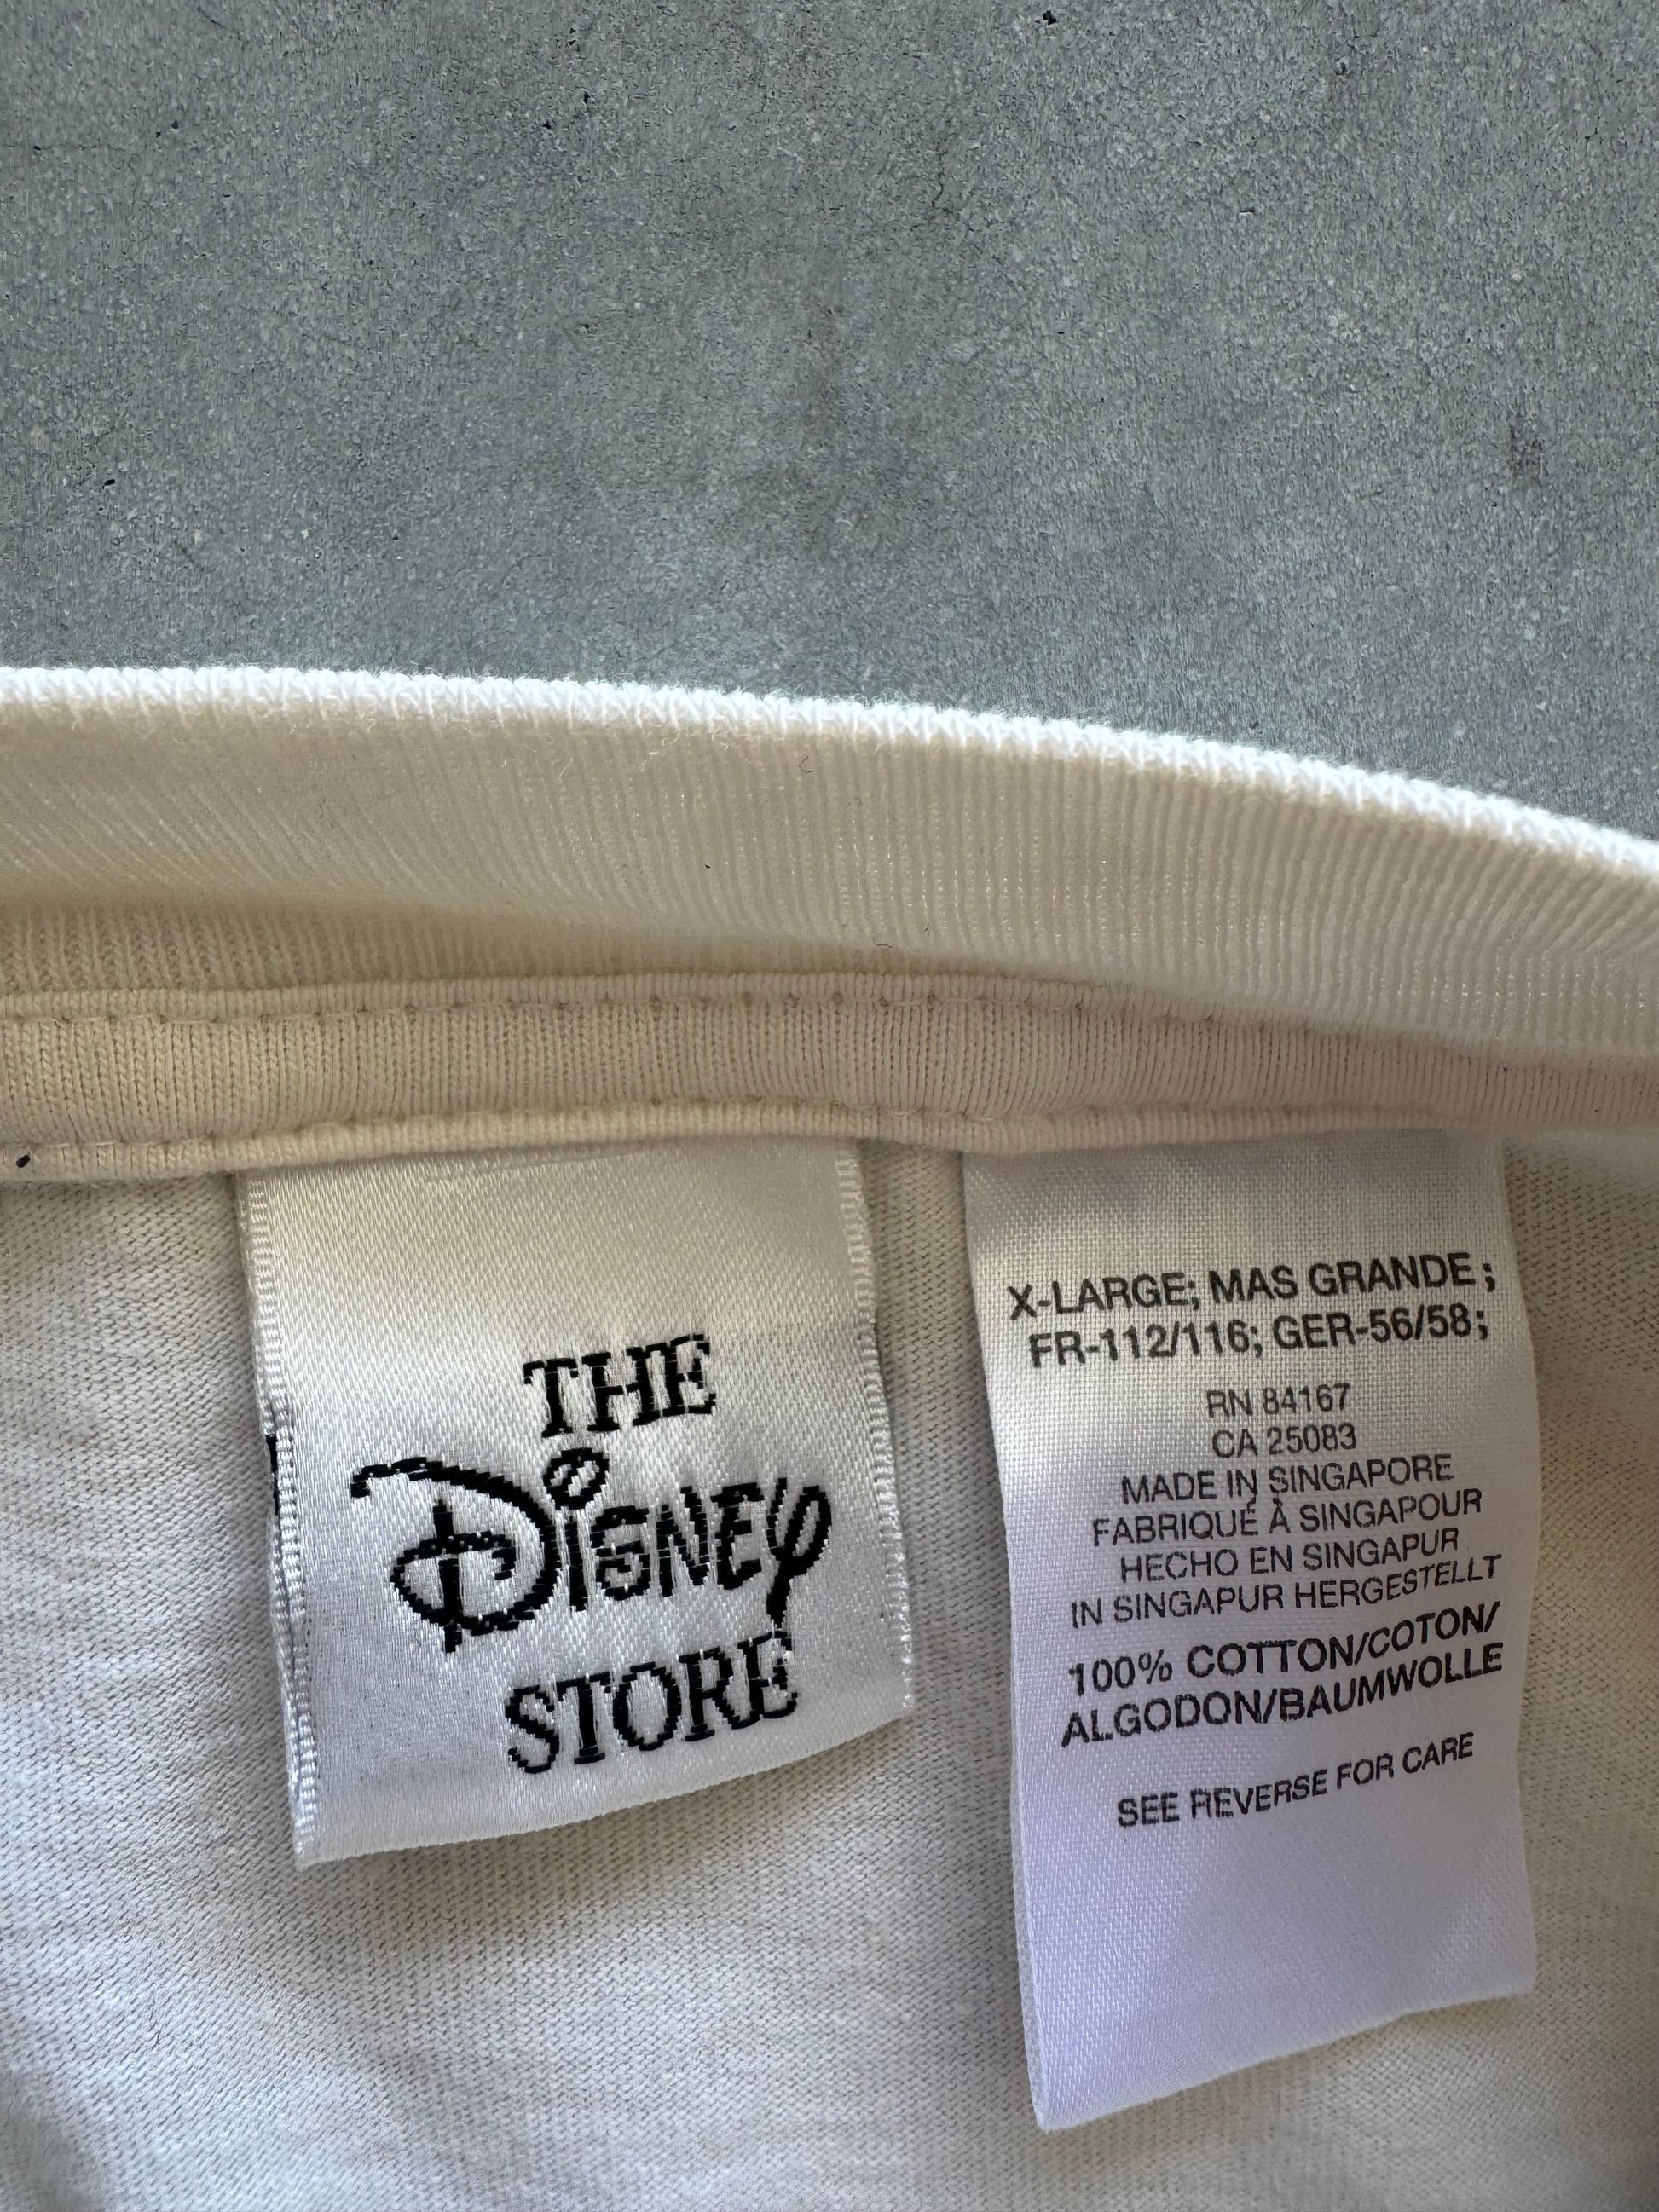 THE
DISNEY
STORE
X-LARGE; MAS GRANDE;
FR-112/116; GER-56/58;
RN 84167
CA 25083
MADE IN SINGAPORE
FABRIQUÉ À SINGAPOUR
HECHO EN SINGAPUR
IN SINGAPUR HERGESTELLT
100% COTTON/COTON/
ALGODON/BAUMWOLLE
SEE REVERSE FOR CARE